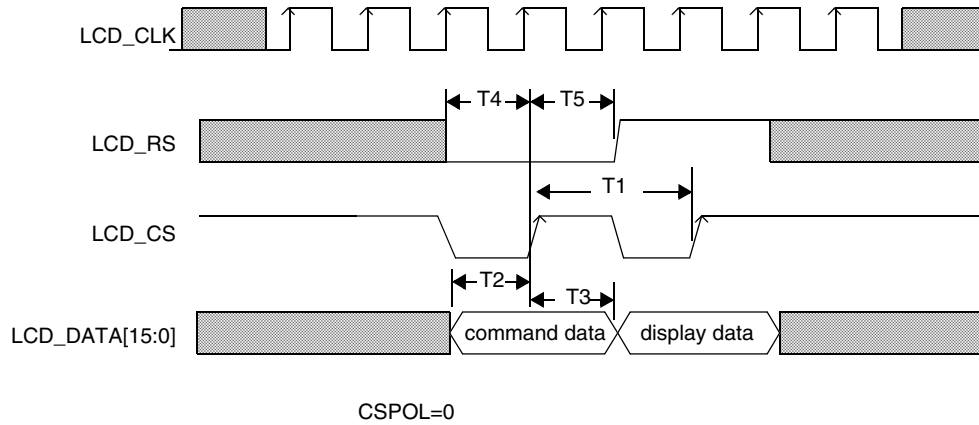 LCD_CLK
T4
T5
LCD_RS
T1
LCD_CS
T2
T3
LCD_DATA[15:0]
command data
display data
CSPOL=0